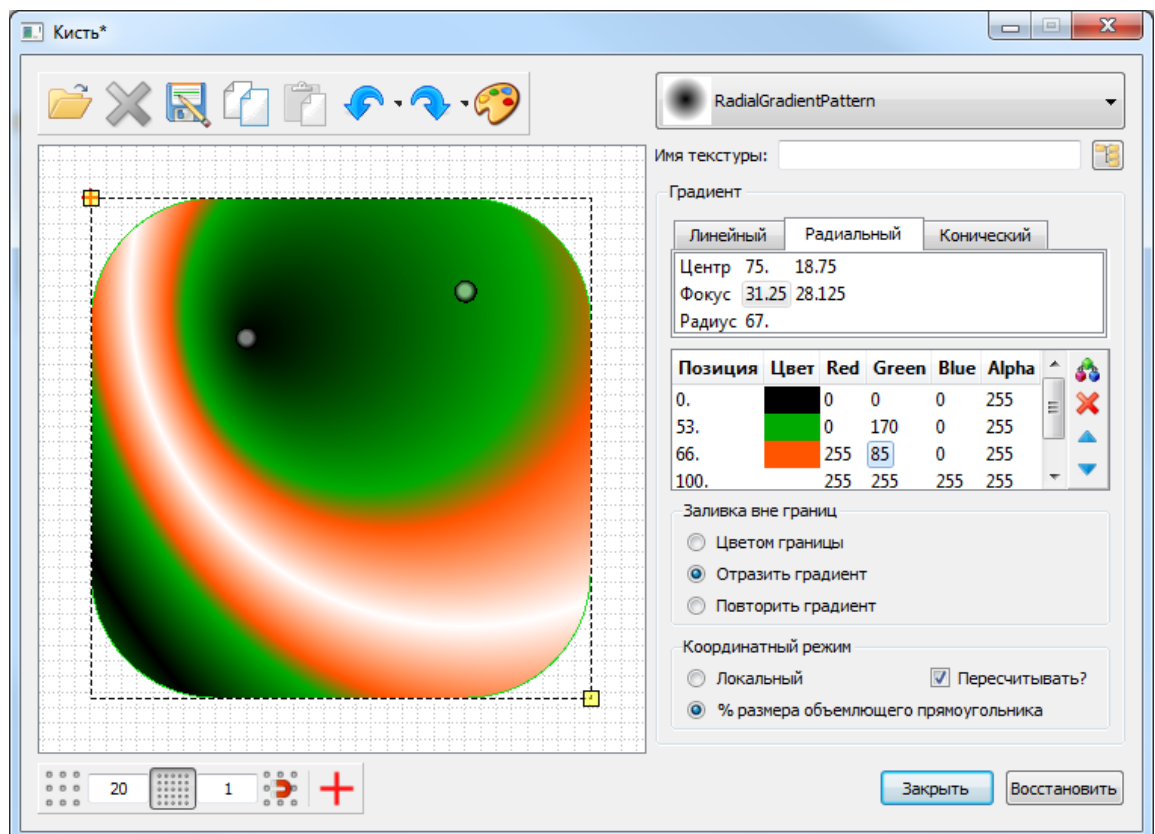 Кисть*
RadialGradientPattern
Имя текстуры:
Градиент
Линейный Радиальный Конический
Центр 75. 18.75
Фокус 31.25 28.125
Радиус 67.
Позиция Цвет Red Green Blue Alpha
0. 0 0 0 255
53. 0 170 0 255
66. 255 85 0 255
100. 255 255 255 255
Заливка вне границ
Цветом границы
Отразить градиент
Повторить градиент
Координатный режим
Локальный Пересчитывать?
% размера объемлющего прямоугольника
20 1 Закрыть Восстановить